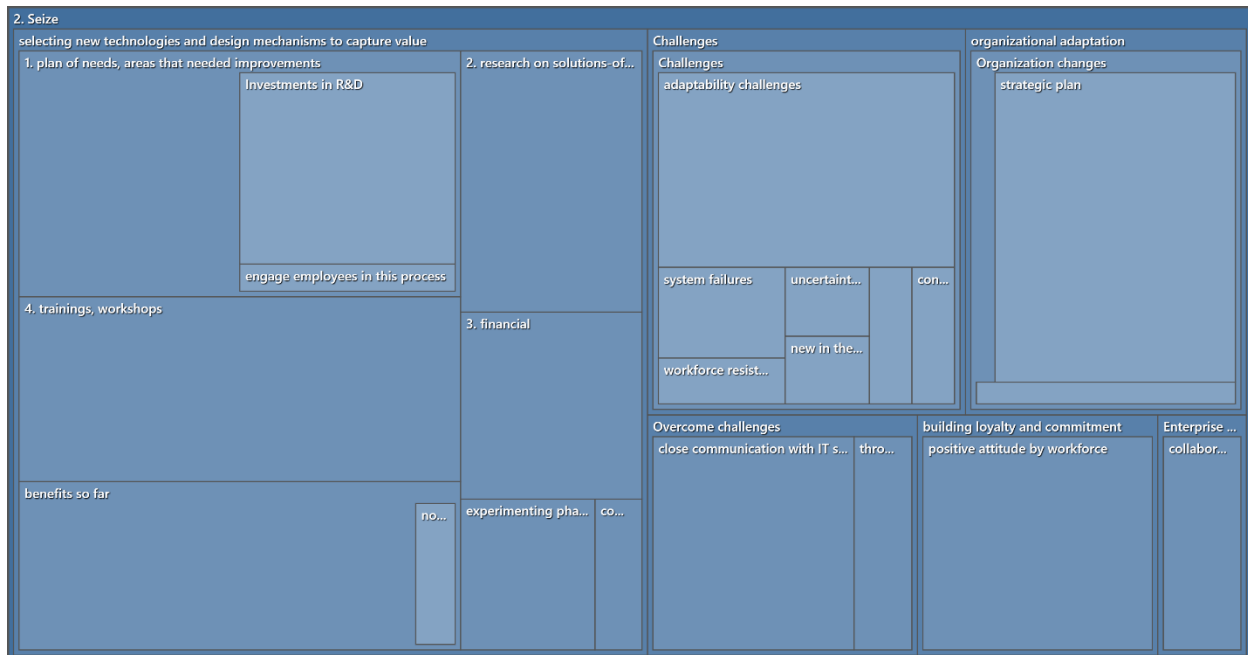 2. Seize
selecting new technologies and design mechanisms to capture value
1. plan of needs, areas that needed improvements
Investments in R&D
engage employees in this process
2. research on solutions-of...
4. trainings, workshops
3. financial
benefits so far
no...
experimenting pha...
co...
Challenges
Challenges
adaptability challenges
system failures
uncertaint...
con...
new in the...
workforce resist...
organizational adaptation
Organization changes
strategic plan
Overcome challenges
close communication with IT s...
thro...
building loyalty and commitment
positive attitude by workforce
Enterprise ...
collabor...